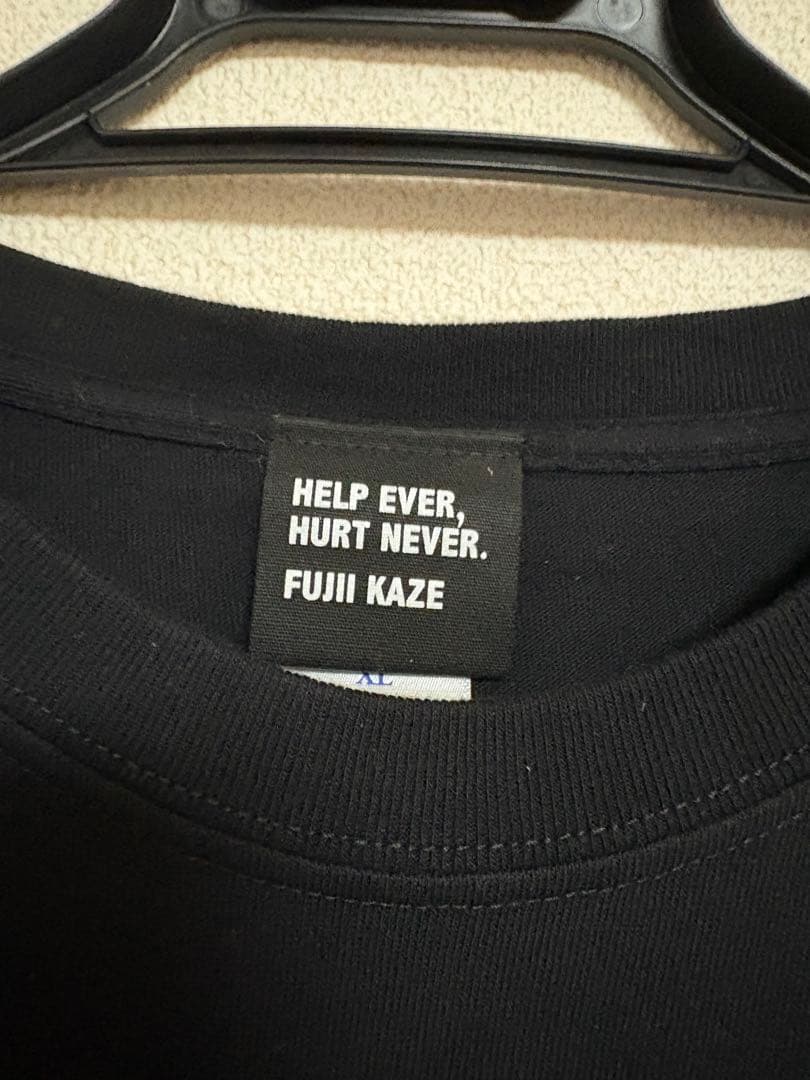 HELP EVER,
HURT NEVER.
FUJII KAZE
XL